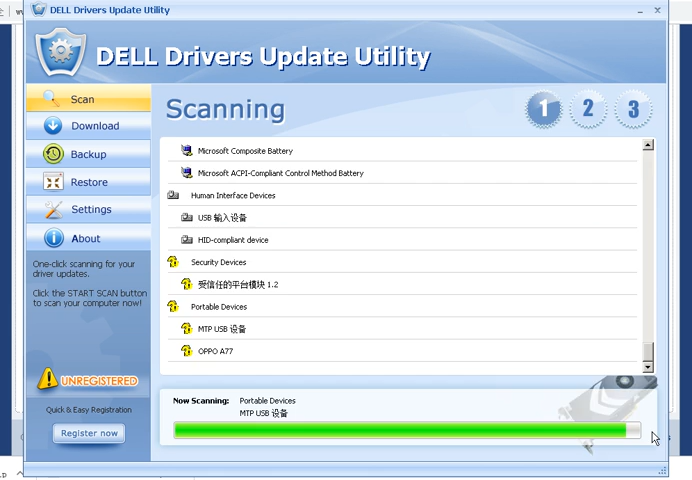 DELL Drivers Update Utility
DELL Drivers Update Utility
Scan
Download
Backup
Restore
Settings
About
One-click scanning for your
driver updates.
Click the START SCAN button
to scan your computer now!
UNREGISTERED
Quick & Easy Registration
Register now
Scanning
1 2 3
Microsoft Composite Battery
Microsoft ACPI-Compliant Control Method Battery
Human Interface Devices
USB 输入设备
HID-compliant device
Security Devices
受信任的平台模块 1.2
Portable Devices
MTP USB 设备
OPPO A77
Now Scanning: Portable Devices
MTP USB 设备